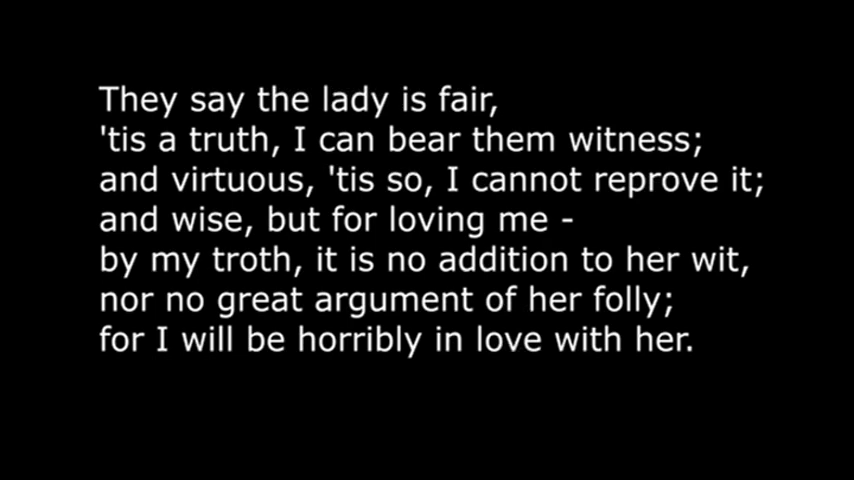 They say the lady is fair,
'tis a truth, I can bear them witness;
and virtuous, 'tis so, I cannot reprove it;
and wise, but for loving me -
by my troth, it is no addition to her wit,
nor no great argument of her folly;
for I will be horribly in love with her.